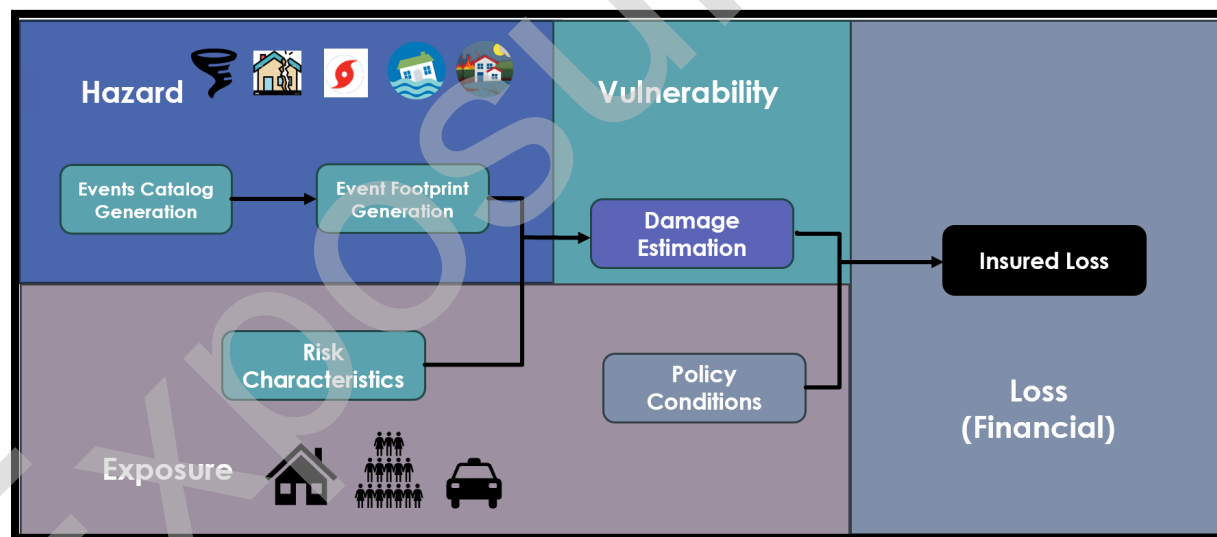 Hazard
Vulnerability
Events Catalog
Generation
Event Footprint
Generation
Damage
Estimation
Insured Loss
Risk
Characteristics
Policy
Conditions
Loss
(Financial)
Exposure